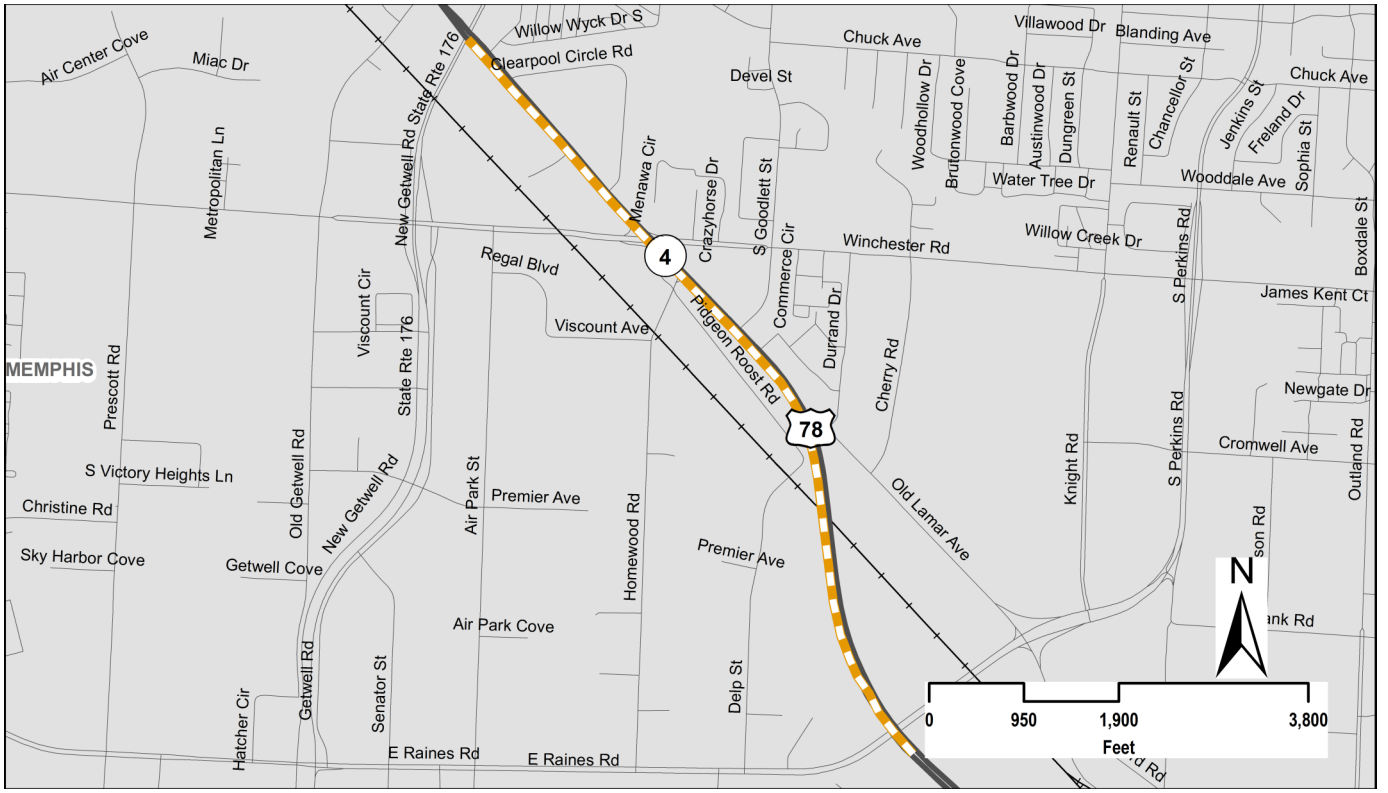 Willow Wyck Dr S
Villawood Dr
Blanding Ave
Air Center Cove
Miac Dr
State Rte 176
Clearpool Circle Rd
Chuck Ave
Devel St
Chuck Ave
Woodhollow Dr
Brutonwood Cove
Barbwood Dr
Austinwood Dr
Dungreen St
Renault St
Chancellor St
Jenkins St
Freland Dr
Sophia St
Metropolitan Ln
New Getwell Rd
Menawa Cir
Crazyhorse Dr
S Goodlett St
Water Tree Dr
Wooddale Ave
Boxdale St
Commerce Cir
Winchester Rd
Willow Creek Dr
S Perkins Rd
4
Regal Blvd
James Kent Ct
Viscount Cir
Viscount Ave
Pidgeon Roost Rd
Durrand Dr
Cherry Rd
MEMPHIS
Prescott Rd
State Rte 176
Newgate Dr
78
Cromwell Ave
Knight Rd
S Perkins Rd
Outland Rd
S Victory Heights Ln
Old Getwell Rd
New Getwell Rd
Air Park St
Premier Ave
Homewood Rd
Old Lamar Ave
Christine Rd
son Rd
Sky Harbor Cove
Getwell Cove
Premier Ave
N
Air Park Cove
ank Rd
Getwell Rd
Senator St
Delp St
Hatcher Cir
0 950 1,900 3,800
Feet
E Raines Rd
E Raines Rd
rd Rd